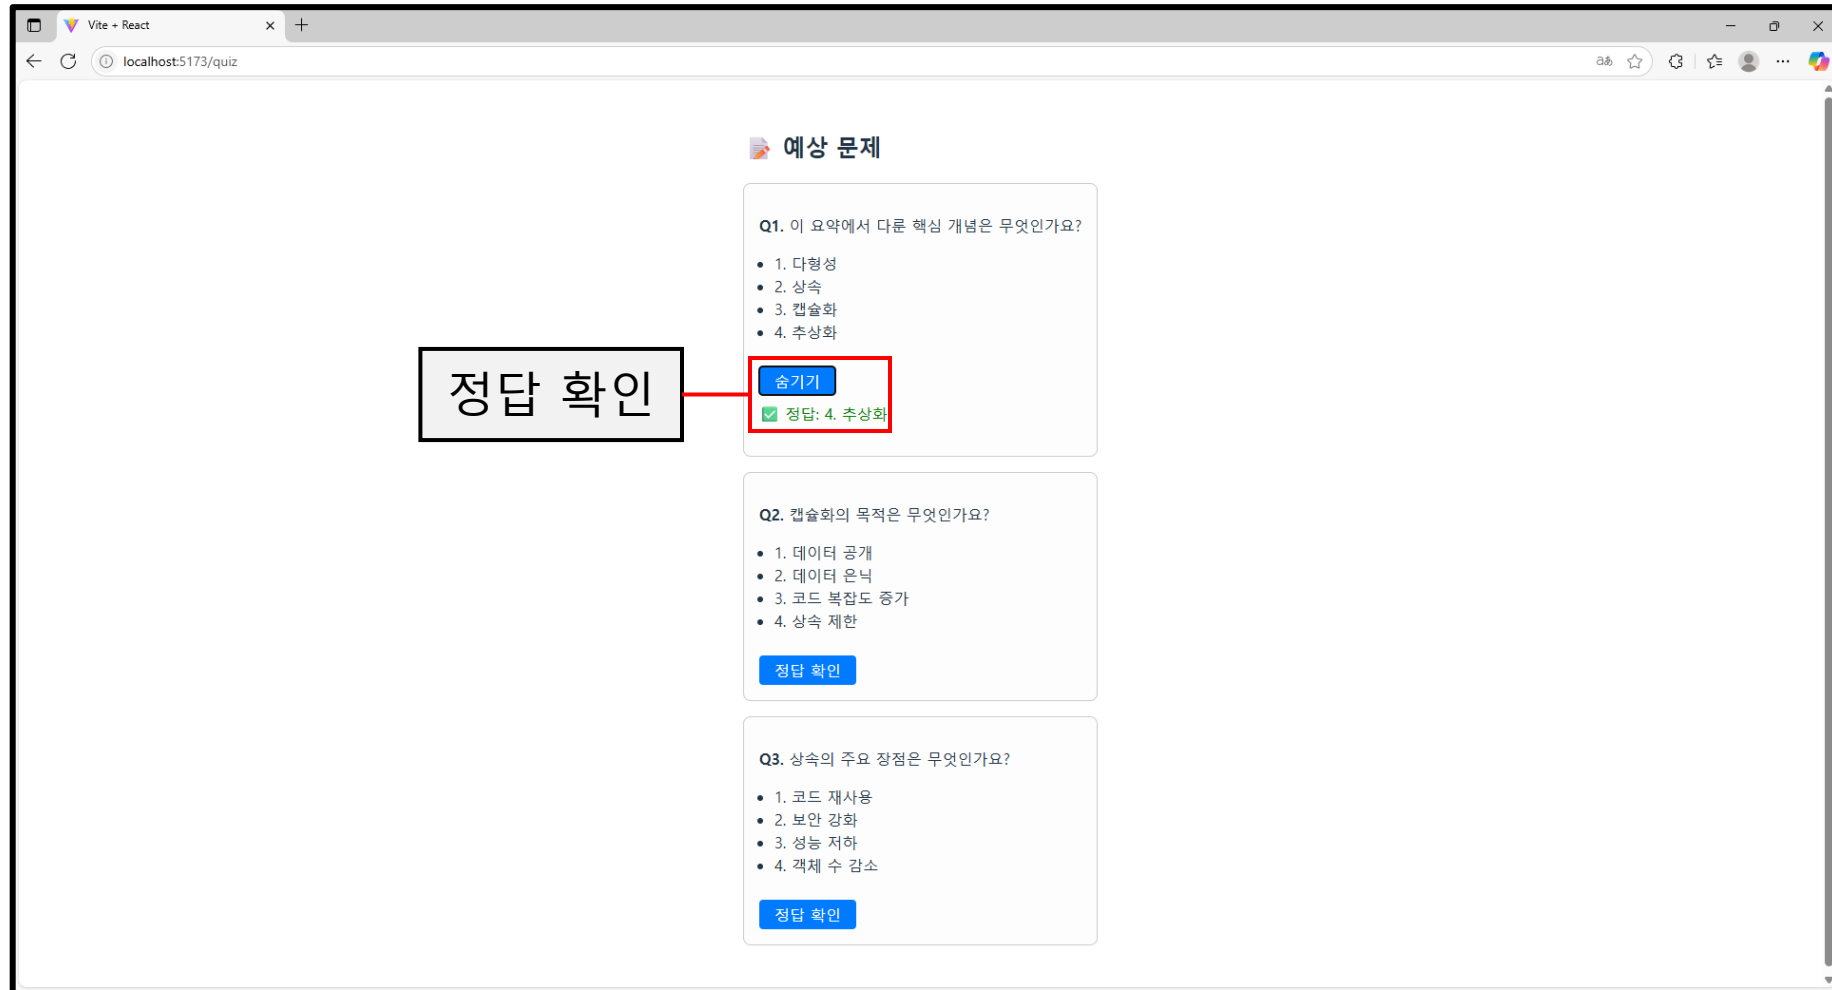 Vite + React
localhost:5173/quiz
aあ
📝 예상 문제
Q1. 이 요약에서 다룬 핵심 개념은 무엇인가요?
• 1. 다형성
• 2. 상속
• 3. 캡슐화
• 4. 추상화
정답 확인
숨기기
✅ 정답: 4. 추상화
Q2. 캡슐화의 목적은 무엇인가요?
• 1. 데이터 공개
• 2. 데이터 은닉
• 3. 코드 복잡도 증가
• 4. 상속 제한
정답 확인
Q3. 상속의 주요 장점은 무엇인가요?
• 1. 코드 재사용
• 2. 보안 강화
• 3. 성능 저하
• 4. 객체 수 감소
정답 확인